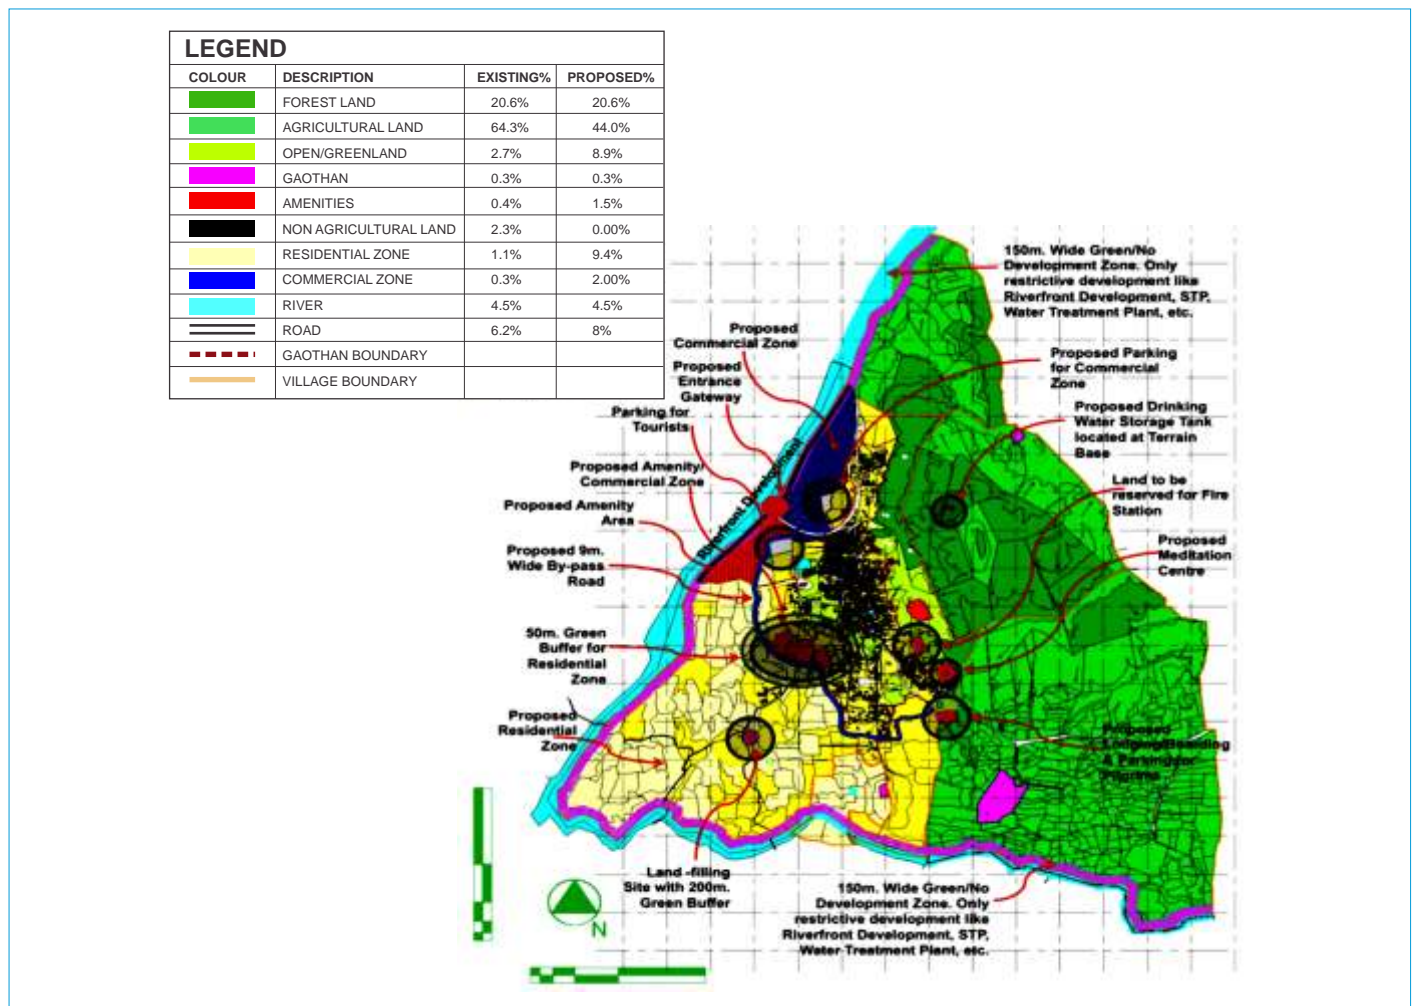 LEGEND
COLOUR DESCRIPTION EXISTING% PROPOSED%
FOREST LAND 20.6% 20.6%
AGRICULTURAL LAND 64.3% 44.0%
OPEN/GREENLAND 2.7% 8.9%
GAOTHAN 0.3% 0.3%
AMENITIES 0.4% 1.5%
NON AGRICULTURAL LAND 2.3% 0.00%
RESIDENTIAL ZONE 1.1% 9.4%
COMMERCIAL ZONE 0.3% 2.00%
RIVER 4.5% 4.5%
ROAD 6.2% 8%
GAOTHAN BOUNDARY
VILLAGE BOUNDARY
150m. Wide Green/No
Development Zone. Only
restrictive development like
Riverfront Development, STP,
Water Treatment Plant, etc.
Proposed
Commercial Zone
Proposed Parking
for Commercial
Zone
Proposed
Entrance
Gateway
Parking for
Tourists
Proposed Drinking
Water Storage Tank
located at Terrain
Base
Riverfront Development
Proposed Amenity/
Commercial Zone
Land to be
reserved for Fire
Station
Proposed Amenity
Area
Proposed
Meditation
Centre
Proposed 9m.
Wide By-pass
Road
50m. Green
Buffer for
Residential
Zone
Proposed
Residential
Zone
Proposed
Lodging/Boarding
& Parking for
Pilgrims
Land -filling
Site with 200m.
Green Buffer
150m. Wide Green/No
Development Zone. Only
restrictive development like
Riverfront Development, STP,
Water Treatment Plant, etc.
N